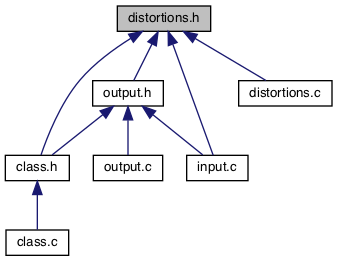 distortions.h
output.h
distortions.c
class.h
output.c
input.c
class.c